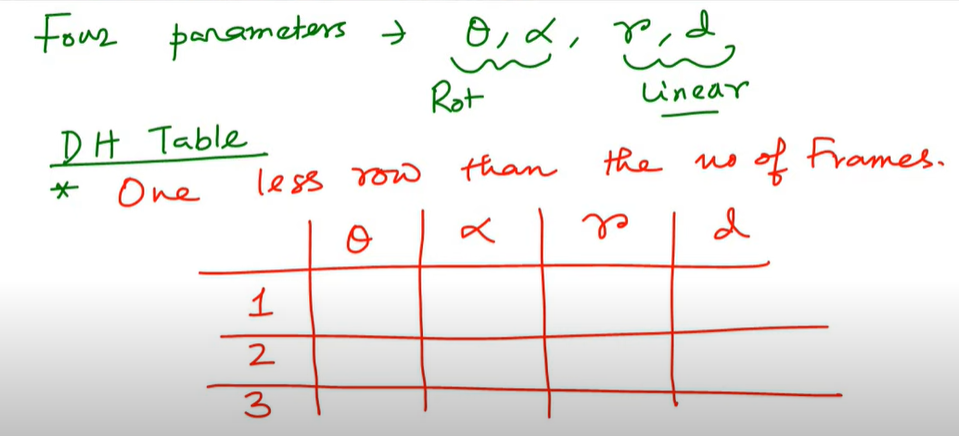 Four parameters → θ, α, r, d
Rot Linear
DH Table
* One less row than the no of Frames.
θ α r d
1
2
3